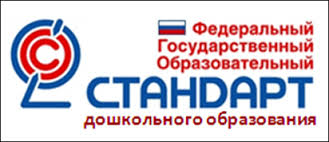 Федеральный
Государственный
Образовательный
СТАНДАРТ
дошкольного образования